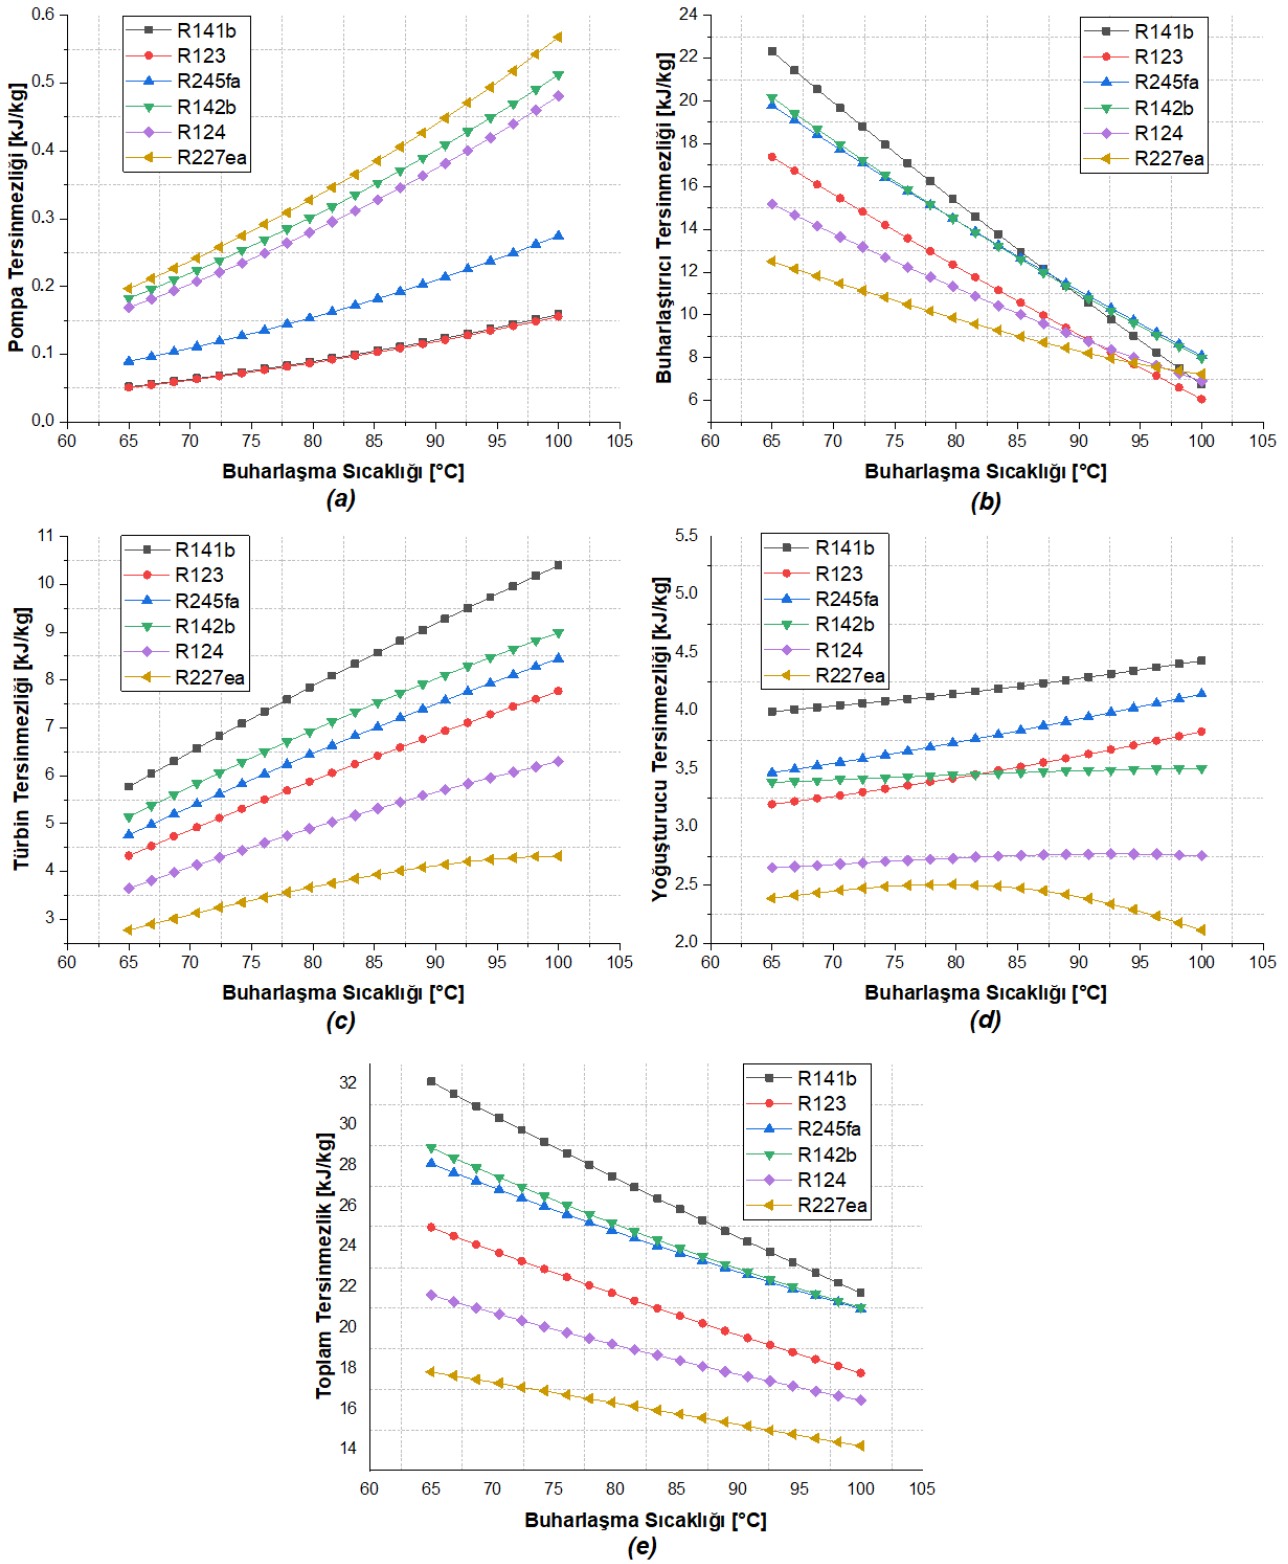 0.6
0.5
0.4
0.3
0.2
0.1
0.0
Pompa Tersinmezliği [kJ/kg]
R141b
R123
R245fa
R142b
R124
R227ea
60 65 70 75 80 85 90 95 100 105
Buharlaşma Sıcaklığı [°C]
(a)
24
22
20
18
16
14
12
10
8
6
Buharlaştırıcı Tersinmezliği [kJ/kg]
R141b
R123
R245fa
R142b
R124
R227ea
60 65 70 75 80 85 90 95 100 105
Buharlaşma Sıcaklığı [°C]
(b)
11
10
9
8
7
6
5
4
3
Türbin Tersinmezliği [kJ/kg]
R141b
R123
R245fa
R142b
R124
R227ea
60 65 70 75 80 85 90 95 100 105
Buharlaşma Sıcaklığı [°C]
(c)
5.5
5.0
4.5
4.0
3.5
3.0
2.5
2.0
Yoğuşturucu Tersinmezliği [kJ/kg]
R141b
R123
R245fa
R142b
R124
R227ea
60 65 70 75 80 85 90 95 100 105
Buharlaşma Sıcaklığı [°C]
(d)
32
30
28
26
24
22
20
18
16
14
Toplam Tersinmezlik [kJ/kg]
R141b
R123
R245fa
R142b
R124
R227ea
60 65 70 75 80 85 90 95 100 105
Buharlaşma Sıcaklığı [°C]
(e)